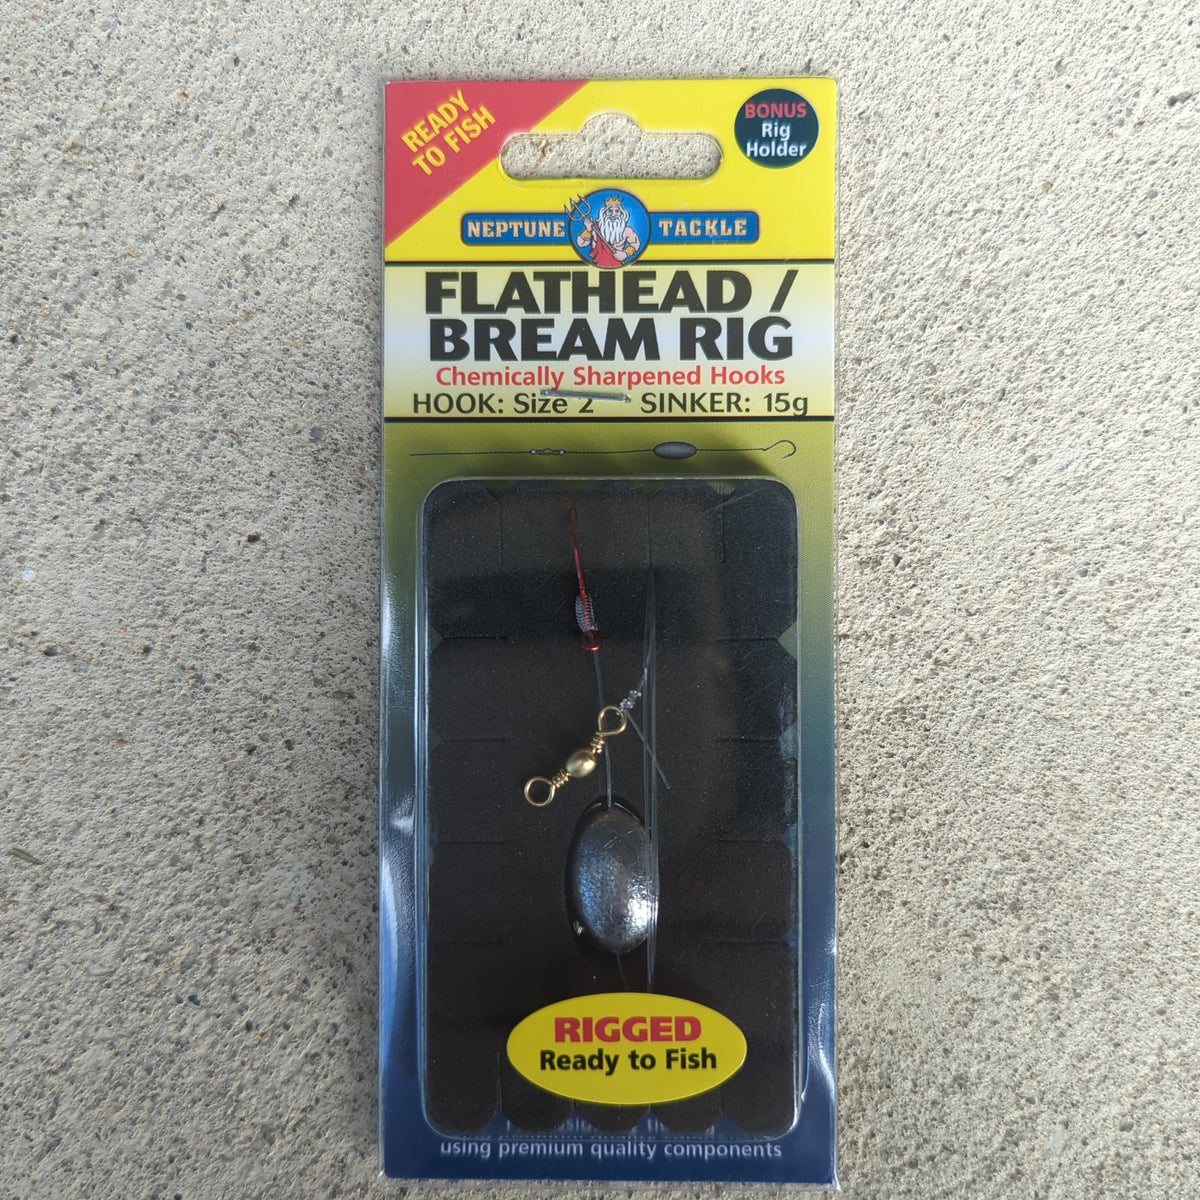 READY
TO FISH
BONUS
Rig
Holder
NEPTUNE TACKLE
FLATHEAD /
BREAM RIG
Chemically Sharpened Hooks
HOOK: Size 2 SINKER: 15g
RIGGED
Ready to Fish
using premium quality components